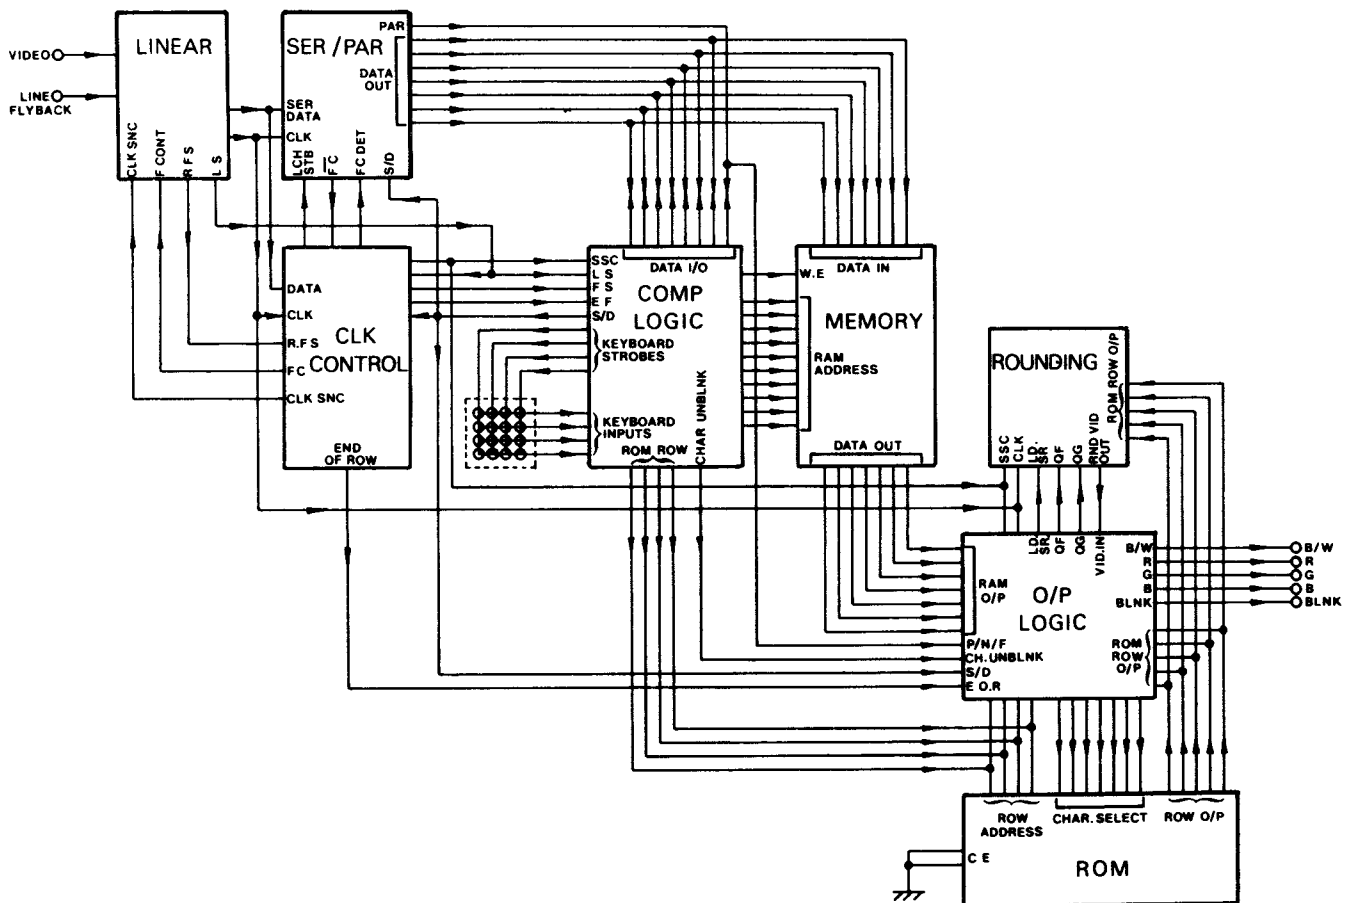 VIDEO
LINE
FLYBACK
LINEAR
CLK SNC
F CONT
R F S
L S
SER / PAR
PAR
DATA
OUT
SER
DATA
CLK
LCH
STB
FC
FC DET
S/D
DATA
CLK
R.F S
FC
CLK SNC
CLK
CONTROL
END
OF ROW
SSC
L S
F S
E F
S/D
DATA I/O
COMP
LOGIC
KEYBOARD
STROBES
KEYBOARD
INPUTS
ROM ROW
CHAR UNBLNK
W.E
DATA IN
MEMORY
RAM
ADDRESS
DATA OUT
ROUNDING
ROM ROW O/P
SSC
CLK
LD.
SR
QF
QG
RND VID
OUT
LD.
SR
QF
QG
VID.IN
RAM
O/P
P/N/F
CH.UNBLNK
S/D
E O.R
O/P
LOGIC
B/W
R
G
B
BLNK
ROM
ROW
O/P
B/W
R
G
B
BLNK
ROW
ADDRESS
CHAR. SELECT
ROW O/P
C E
ROM